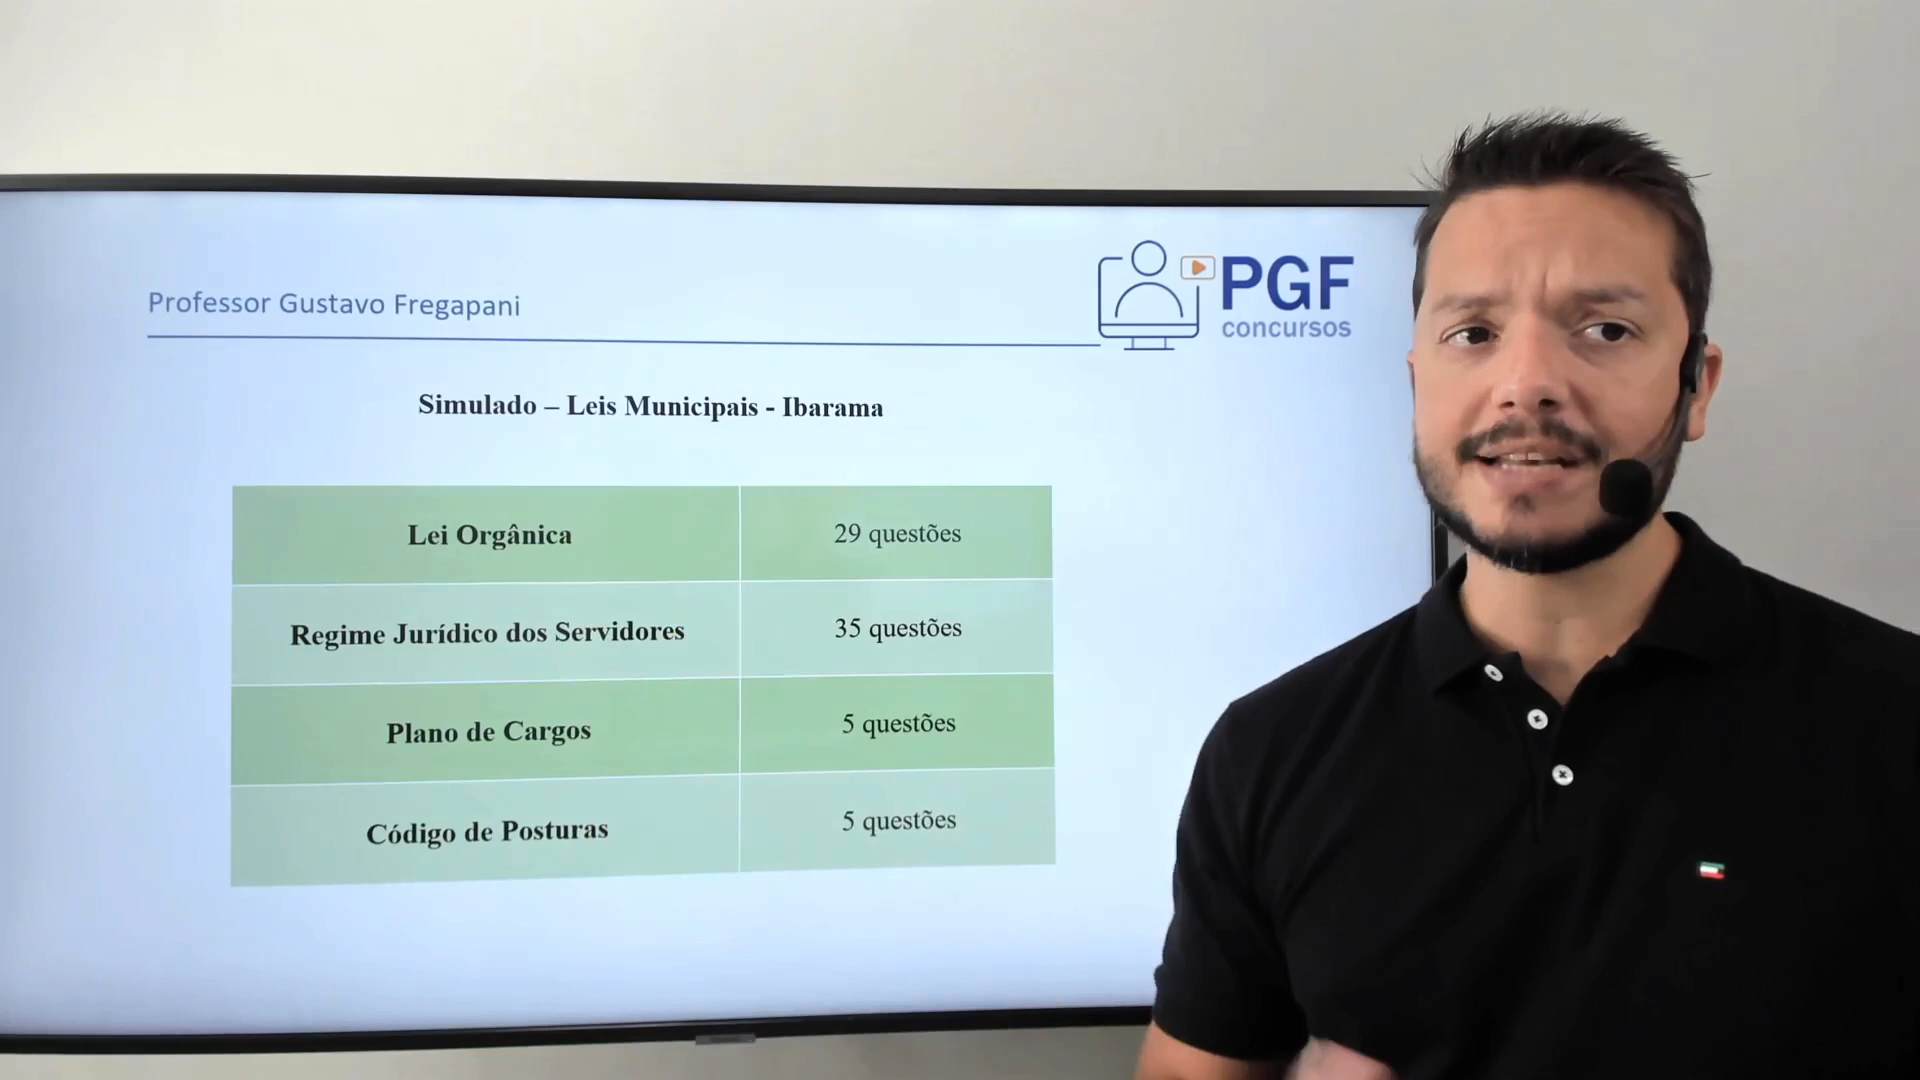 Professor Gustavo Fregapani
PGF
concursos
Simulado – Leis Municipais - Ibarama
Lei Orgânica
29 questões
Regime Jurídico dos Servidores
35 questões
Plano de Cargos
5 questões
Código de Posturas
5 questões